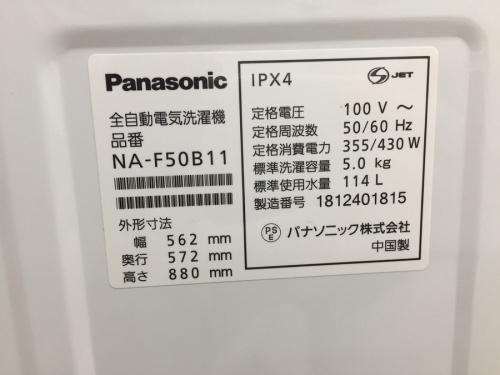 Panasonic
全自動電気洗濯機
品番
NA-F50B11
外形寸法
幅 562 mm
奥行 572 mm
高さ 880 mm
IPX4
S JET
定格電圧 100 V ～
定格周波数 50/60 Hz
定格消費電力 355/430 W
標準洗濯容量 5.0 kg
標準使用水量 114 L
製造番号 1812401815
PS E パナソニック株式会社
中国製